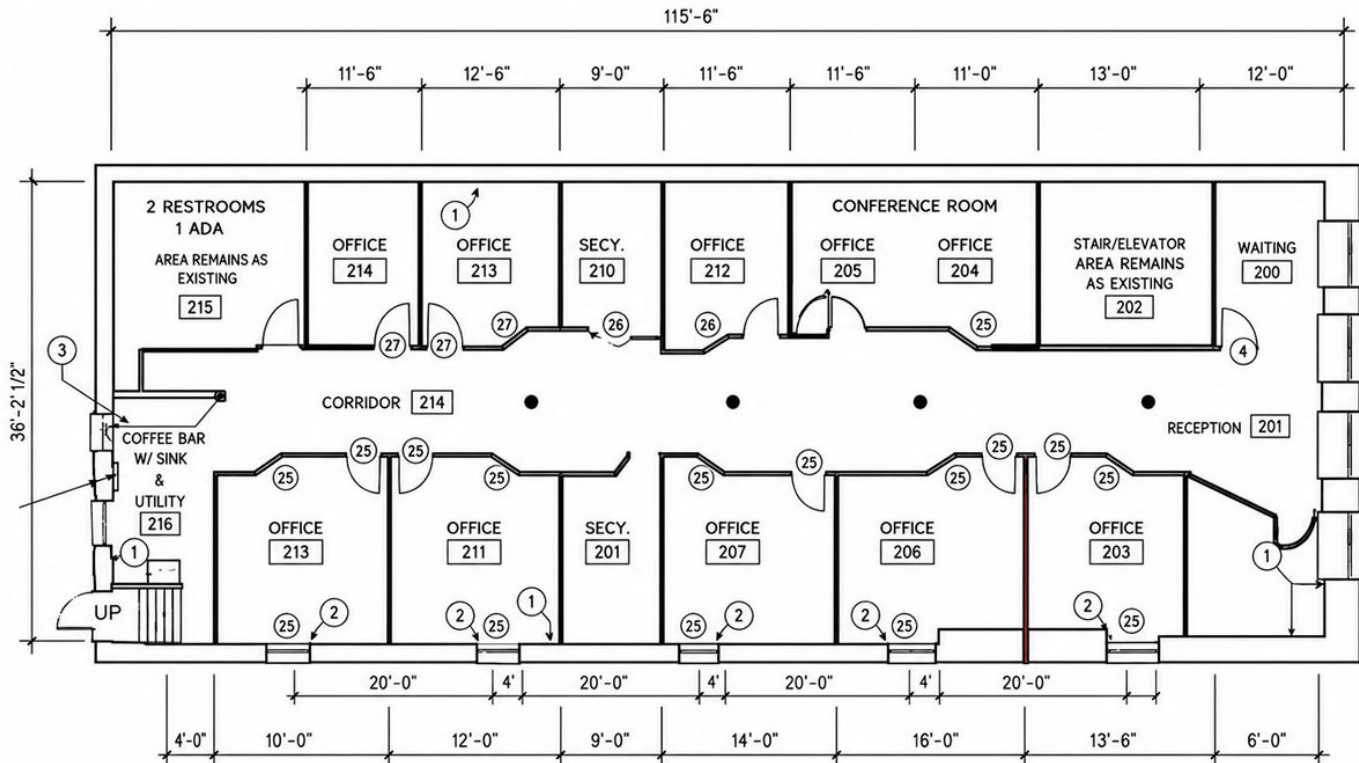 115'-6"
11'-6" 12'-6" 9'-0" 11'-6" 11'-6" 11'-0" 13'-0" 12'-0"
36'-2' 1/2"
2 RESTROOMS
1 ADA
AREA REMAINS AS
EXISTING
215
OFFICE
214
1
OFFICE
213
SECY.
210
OFFICE
212
CONFERENCE ROOM
OFFICE
205
OFFICE
204
STAIR/ELEVATOR
AREA REMAINS
AS EXISTING
202
WAITING
200
27
27
27
26
26
25
4
3
CORRIDOR 214
RECEPTION 201
COFFEE BAR
W/ SINK
&
UTILITY
216
1
UP
25
25
25
25
25
25
25
25
25
25
OFFICE
213
OFFICE
211
SECY.
201
OFFICE
207
OFFICE
206
OFFICE
203
1
25
2
2
25
1
25
2
2
25
2
25
20'-0" 4' 20'-0" 4' 20'-0" 4' 20'-0"
4'-0" 10'-0" 12'-0" 9'-0" 14'-0" 16'-0" 13'-6" 6'-0"